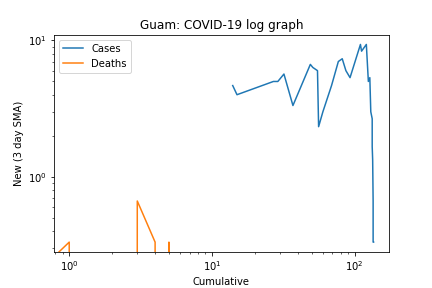 Guam: COVID-19 log graph
10¹
10⁰
New (3 day SMA)
Cases
Deaths
10⁰ 10¹ 10²
Cumulative